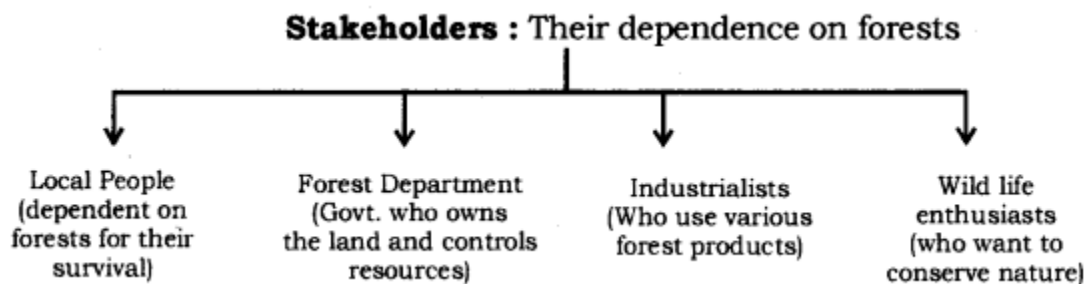 Stakeholders : Their dependence on forests
Local People
(dependent on
forests for their
survival)
Forest Department
(Govt. who owns
the land and controls
resources)
Industrialists
(Who use various
forest products)
Wild life
enthusiasts
(who want to
conserve nature)